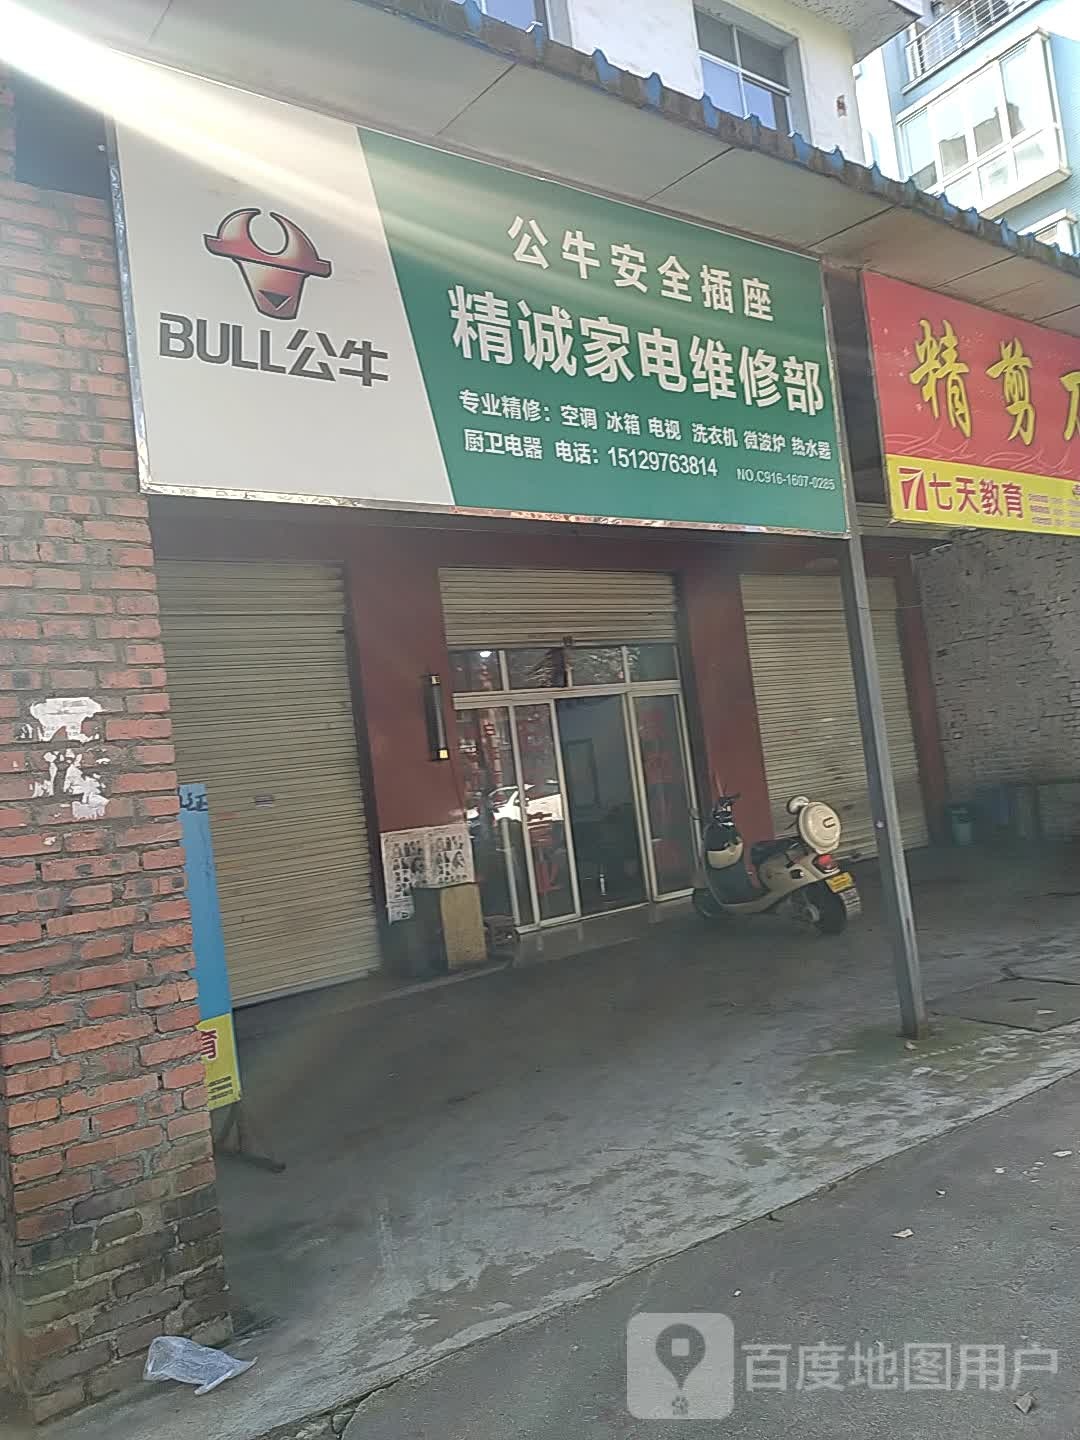 BULL公牛
公牛安全插座
精诚家电维修部
专业精修：空调 冰箱 电视 洗衣机 微波炉 热水器
厨卫电器 电话：15129763814
NO.C916-1607-0285
精剪
七天教育
育
百度地图用户